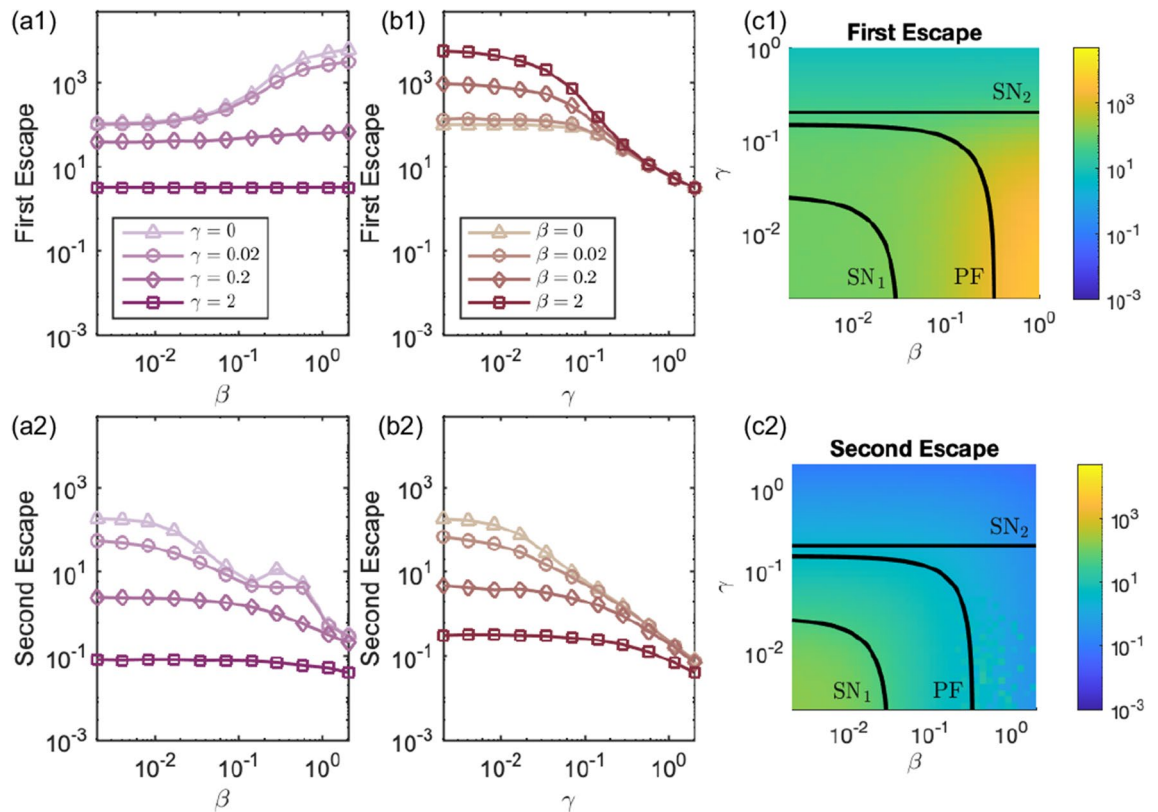 (a1)
First Escape
10^3
10^1
10^-1
10^-3
γ = 0
γ = 0.02
γ = 0.2
γ = 2
10^-2
10^-1
10^0
β
(b1)
First Escape
10^3
10^1
10^-1
10^-3
β = 0
β = 0.02
β = 0.2
β = 2
10^-2
10^-1
10^0
γ
(c1)
First Escape
10^0
10^-1
10^-2
γ
SN₂
SN₁
PF
10^-2
10^-1
10^0
β
10^3
10^1
10^-1
10^-3
(a2)
Second Escape
10^3
10^1
10^-1
10^-3
10^-2
10^-1
10^0
β
(b2)
Second Escape
10^3
10^1
10^-1
10^-3
10^-2
10^-1
10^0
γ
(c2)
Second Escape
10^0
10^-1
10^-2
γ
SN₂
SN₁
PF
10^-2
10^-1
10^0
β
10^3
10^1
10^-1
10^-3